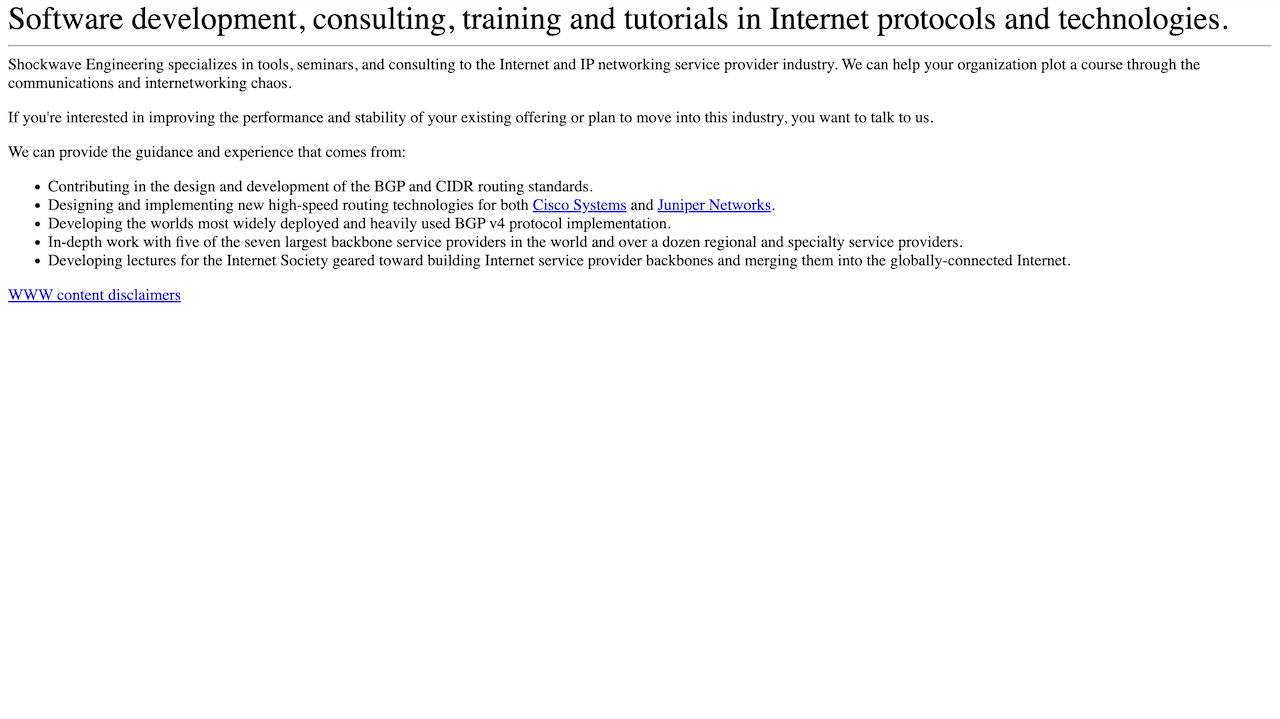 Software development, consulting, training and tutorials in Internet protocols and technologies.
Shockwave Engineering specializes in tools, seminars, and consulting to the Internet and IP networking service provider industry. We can help your organization plot a course through the
communications and internetworking chaos.
If you're interested in improving the performance and stability of your existing offering or plan to move into this industry, you want to talk to us.
We can provide the guidance and experience that comes from:
• Contributing in the design and development of the BGP and CIDR routing standards.
• Designing and implementing new high-speed routing technologies for both Cisco Systems and Juniper Networks.
• Developing the worlds most widely deployed and heavily used BGP v4 protocol implementation.
• In-depth work with five of the seven largest backbone service providers in the world and over a dozen regional and specialty service providers.
• Developing lectures for the Internet Society geared toward building Internet service provider backbones and merging them into the globally-connected Internet.
WWW content disclaimers